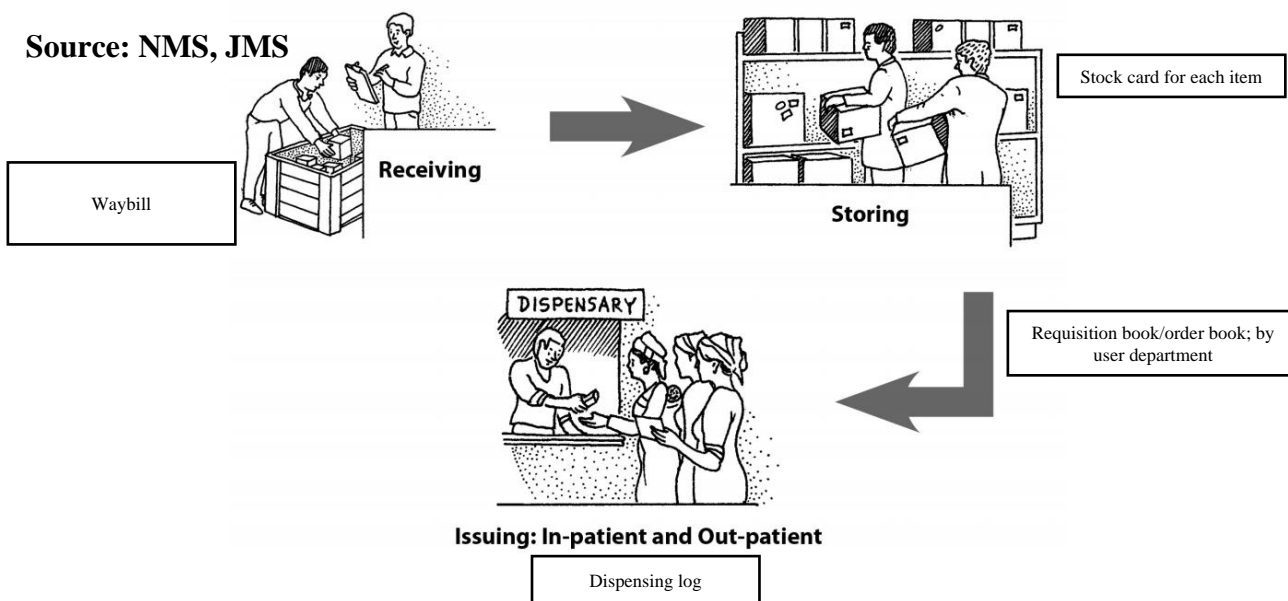 Source: NMS, JMS
Stock card for each item
Waybill
Receiving
Storing
DISPENSARY
Requisition book/order book; by
user department
Issuing: In-patient and Out-patient
Dispensing log